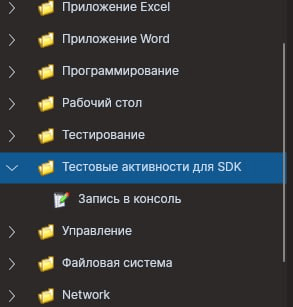 Приложение Excel
Приложение Word
Программирование
Рабочий стол
Тестирование
Тестовые активности для SDK
Запись в консоль
Управление
Файловая система
Network